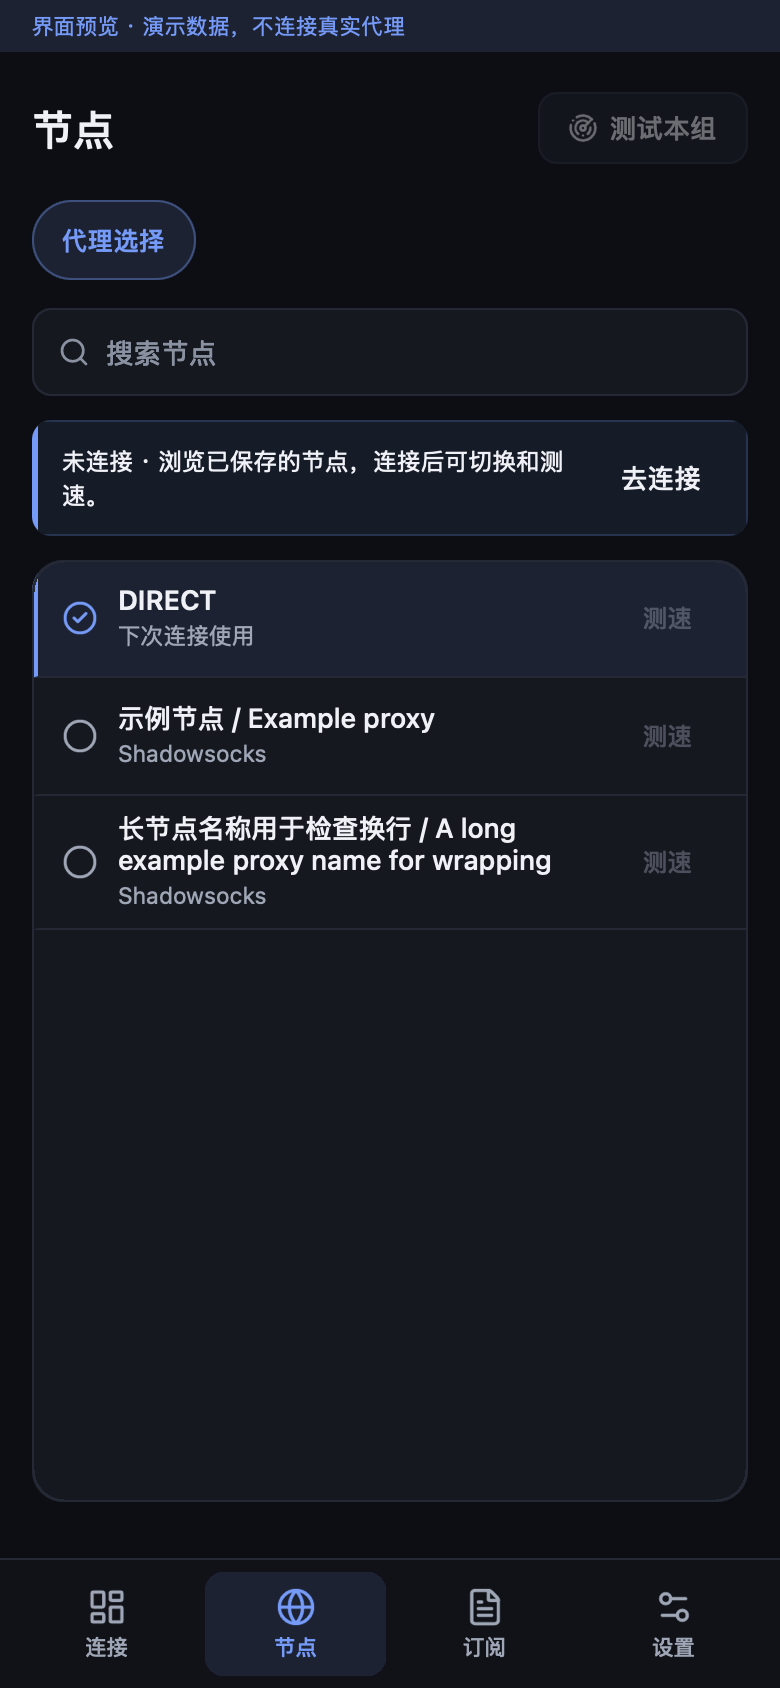 界面预览 · 演示数据，不连接真实代理
节点
测试本组
代理选择
搜索节点
未连接 · 浏览已保存的节点，连接后可切换和测
速。
去连接
DIRECT
下次连接使用
测速
示例节点 / Example proxy
Shadowsocks
测速
长节点名称用于检查换行 / A long
example proxy name for wrapping
Shadowsocks
测速
连接
节点
订阅
设置